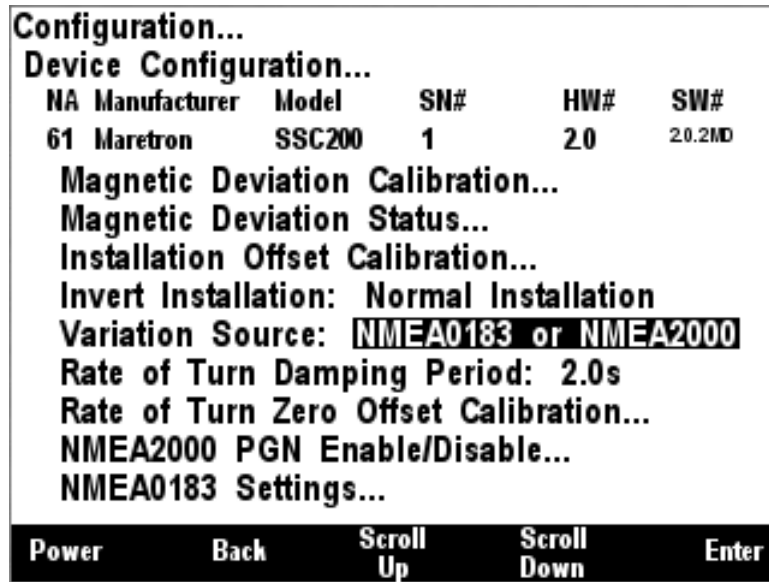 Configuration...
Device Configuration...
NA Manufacturer Model SN# HW# SW#
61 Maretron SSC200 1 2.0 2.0.2MD
Magnetic Deviation Calibration...
Magnetic Deviation Status...
Installation Offset Calibration...
Invert Installation: Normal Installation
Variation Source: NMEA0183 or NMEA2000
Rate of Turn Damping Period: 2.0s
Rate of Turn Zero Offset Calibration...
NMEA2000 PGN Enable/Disable...
NMEA0183 Settings...
Power Back Scroll Up Scroll Down Enter